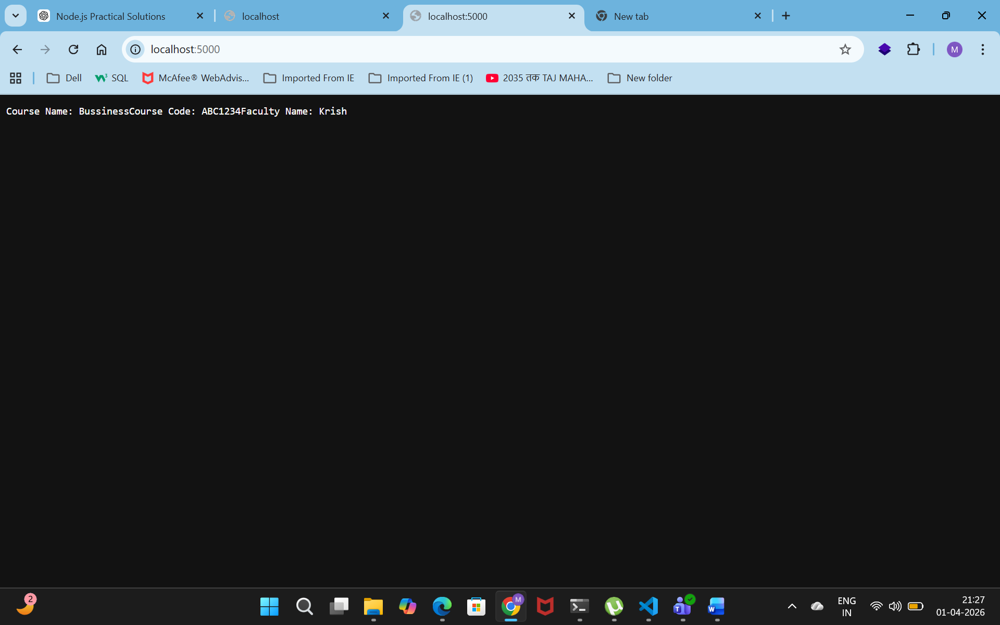 Node.js Practical Solutions
localhost
localhost:5000
New tab
localhost:5000
M
Dell
W3 SQL
McAfee® WebAdvis...
Imported From IE
Imported From IE (1)
2035 तक TAJ MAHA...
New folder
Course Name: BussinessCourse Code: ABC1234Faculty Name: Krish
2
M
T
W
ENG
IN
21:27
01-04-2026